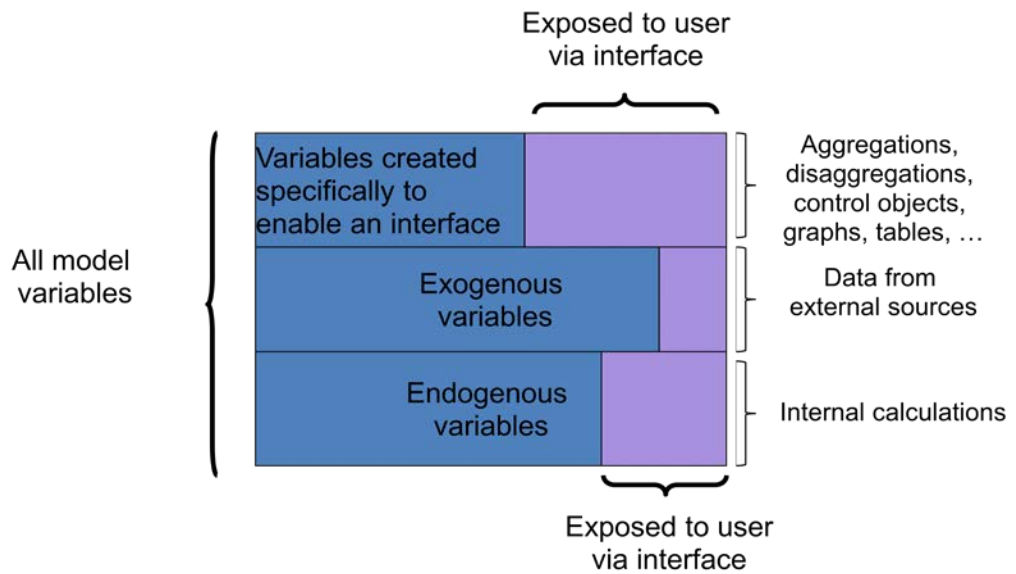 Exposed to user
via interface
Variables created
specifically to
enable an interface
Aggregations,
disaggregations,
control objects,
graphs, tables, …
All model
variables
Exogenous
variables
Data from
external sources
Endogenous
variables
Internal calculations
Exposed to user
via interface